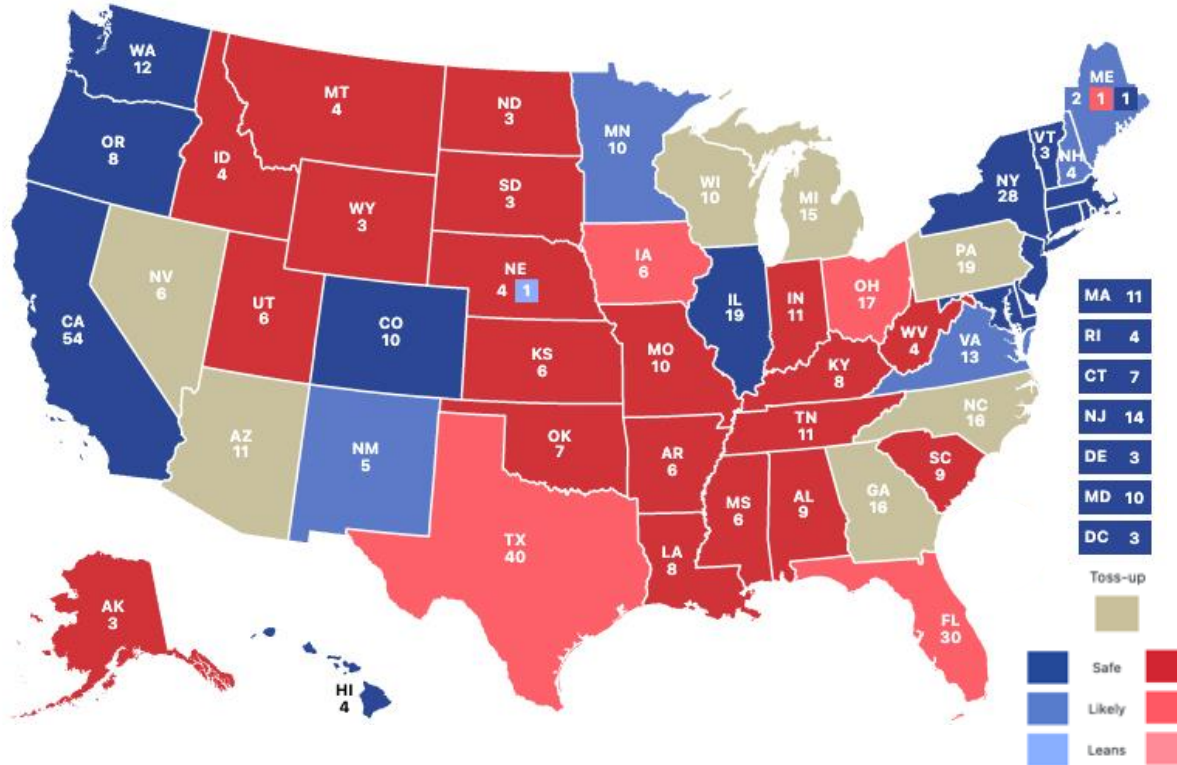 WA
12
OR
8
CA
54
NV
6
ID
4
MT
4
WY
3
UT
6
AZ
11
CO
10
NM
5
ND
3
SD
3
NE
4 1
KS
6
OK
7
TX
40
MN
10
IA
6
MO
10
AR
6
LA
8
WI
10
IL
19
MI
15
IN
11
OH
17
KY
8
TN
11
MS
6
AL
9
GA
16
FL
30
SC
9
NC
16
VA
13
WV
4
PA
19
NY
28
VT
3
NH
4
ME
2 1 1
AK
3
HI
4
MA 11
RI 4
CT 7
NJ 14
DE 3
MD 10
DC 3
Toss-up
Safe
Likely
Leans